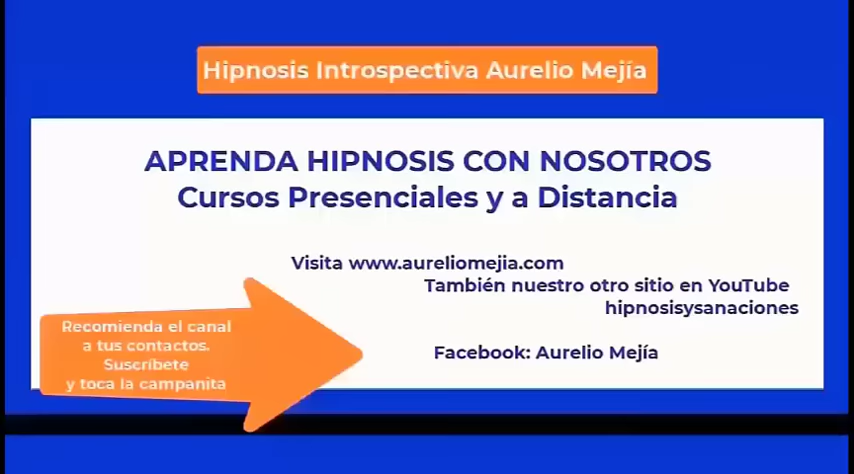 Hipnosis Introspectiva Aurelio Mejía
APRENDA HIPNOSIS CON NOSOTROS
Cursos Presenciales y a Distancia
Visita www.aureliomejia.com
También nuestro otro sitio en YouTube
hipnosisysanaciones
Facebook: Aurelio Mejía
Recomienda el canal
a tus contactos.
Suscríbete
y toca la campanita